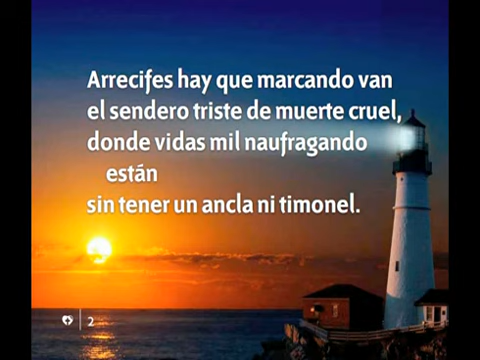 Arrecifes hay que marcando van
el sendero triste de muerte cruel,
donde vidas mil naufragando
están
sin tener un ancla ni timonel.
2